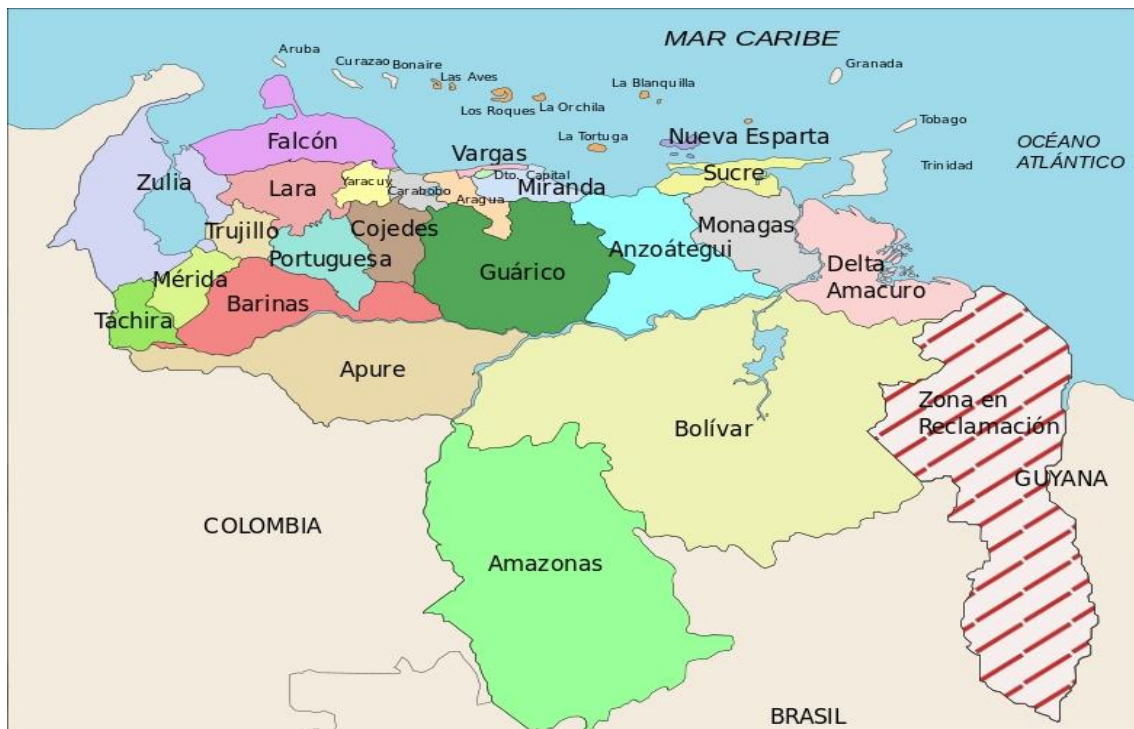 MAR CARIBE
Aruba
Curazao
Bonaire
Las Aves
Los Roques
La Orchila
La Blanquilla
Granada
La Tortuga
Nueva Esparta
Tobago
OCÉANO
ATLÁNTICO
Trinidad
Falcón
Vargas
Dto. Capital
Miranda
Sucre
Zulia
Lara
Yaracuy
Carabobo
Aragua
Trujillo
Cojedes
Portuguesa
Guárico
Anzoátegui
Monagas
Delta
Amacuro
Mérida
Barinas
Táchira
Apure
Bolívar
Zona en
Reclamación
GUYANA
COLOMBIA
Amazonas
BRASIL